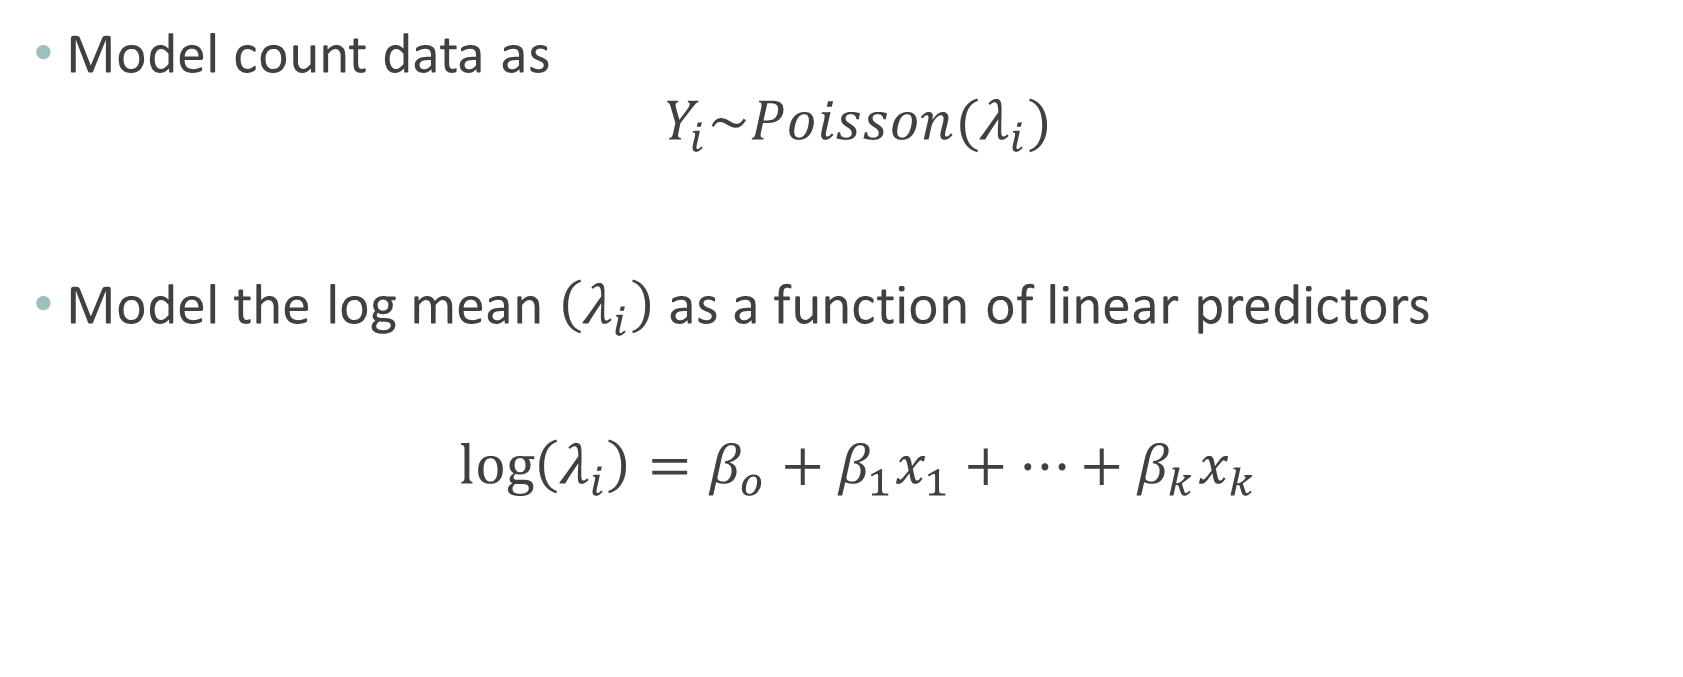 • Model count data as
Yᵢ~Poisson(λᵢ)
• Model the log mean (λᵢ) as a function of linear predictors
log(λᵢ) = βₒ + β₁x₁ + ⋯ + βₖxₖ